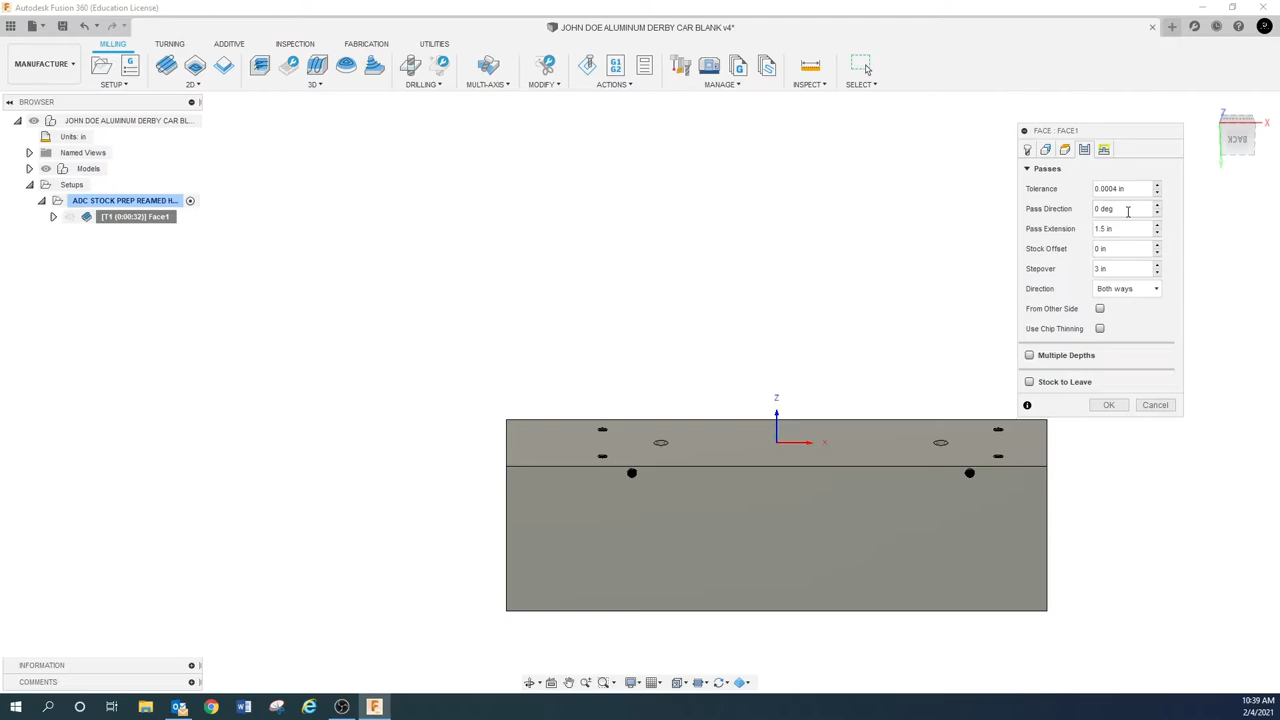 Autodesk Fusion 360 (Education License)
JOHN DOE ALUMINUM DERBY CAR BLANK v4*
MILLING TURNING ADDITIVE INSPECTION FABRICATION UTILITIES
MANUFACTURE
SETUP 2D 3D DRILLING MULTI-AXIS MODIFY ACTIONS MANAGE INSPECT SELECT
G1 G2
BROWSER
JOHN DOE ALUMINUM DERBY CAR BL...
Units: in
Named Views
Models
Setups
ADC STOCK PREP REAMED H...
[T1 (0:00:32)] Face1
Z
X
BACK
FACE : FACE1
Passes
Tolerance 0.0004 in
Pass Direction 0 deg
Pass Extension 1.5 in
Stock Offset 0 in
Stepover 3 in
Direction Both ways
From Other Side
Use Chip Thinning
Multiple Depths
Stock to Leave
OK Cancel
Z
X
INFORMATION
COMMENTS
10:39 AM
2/4/2021